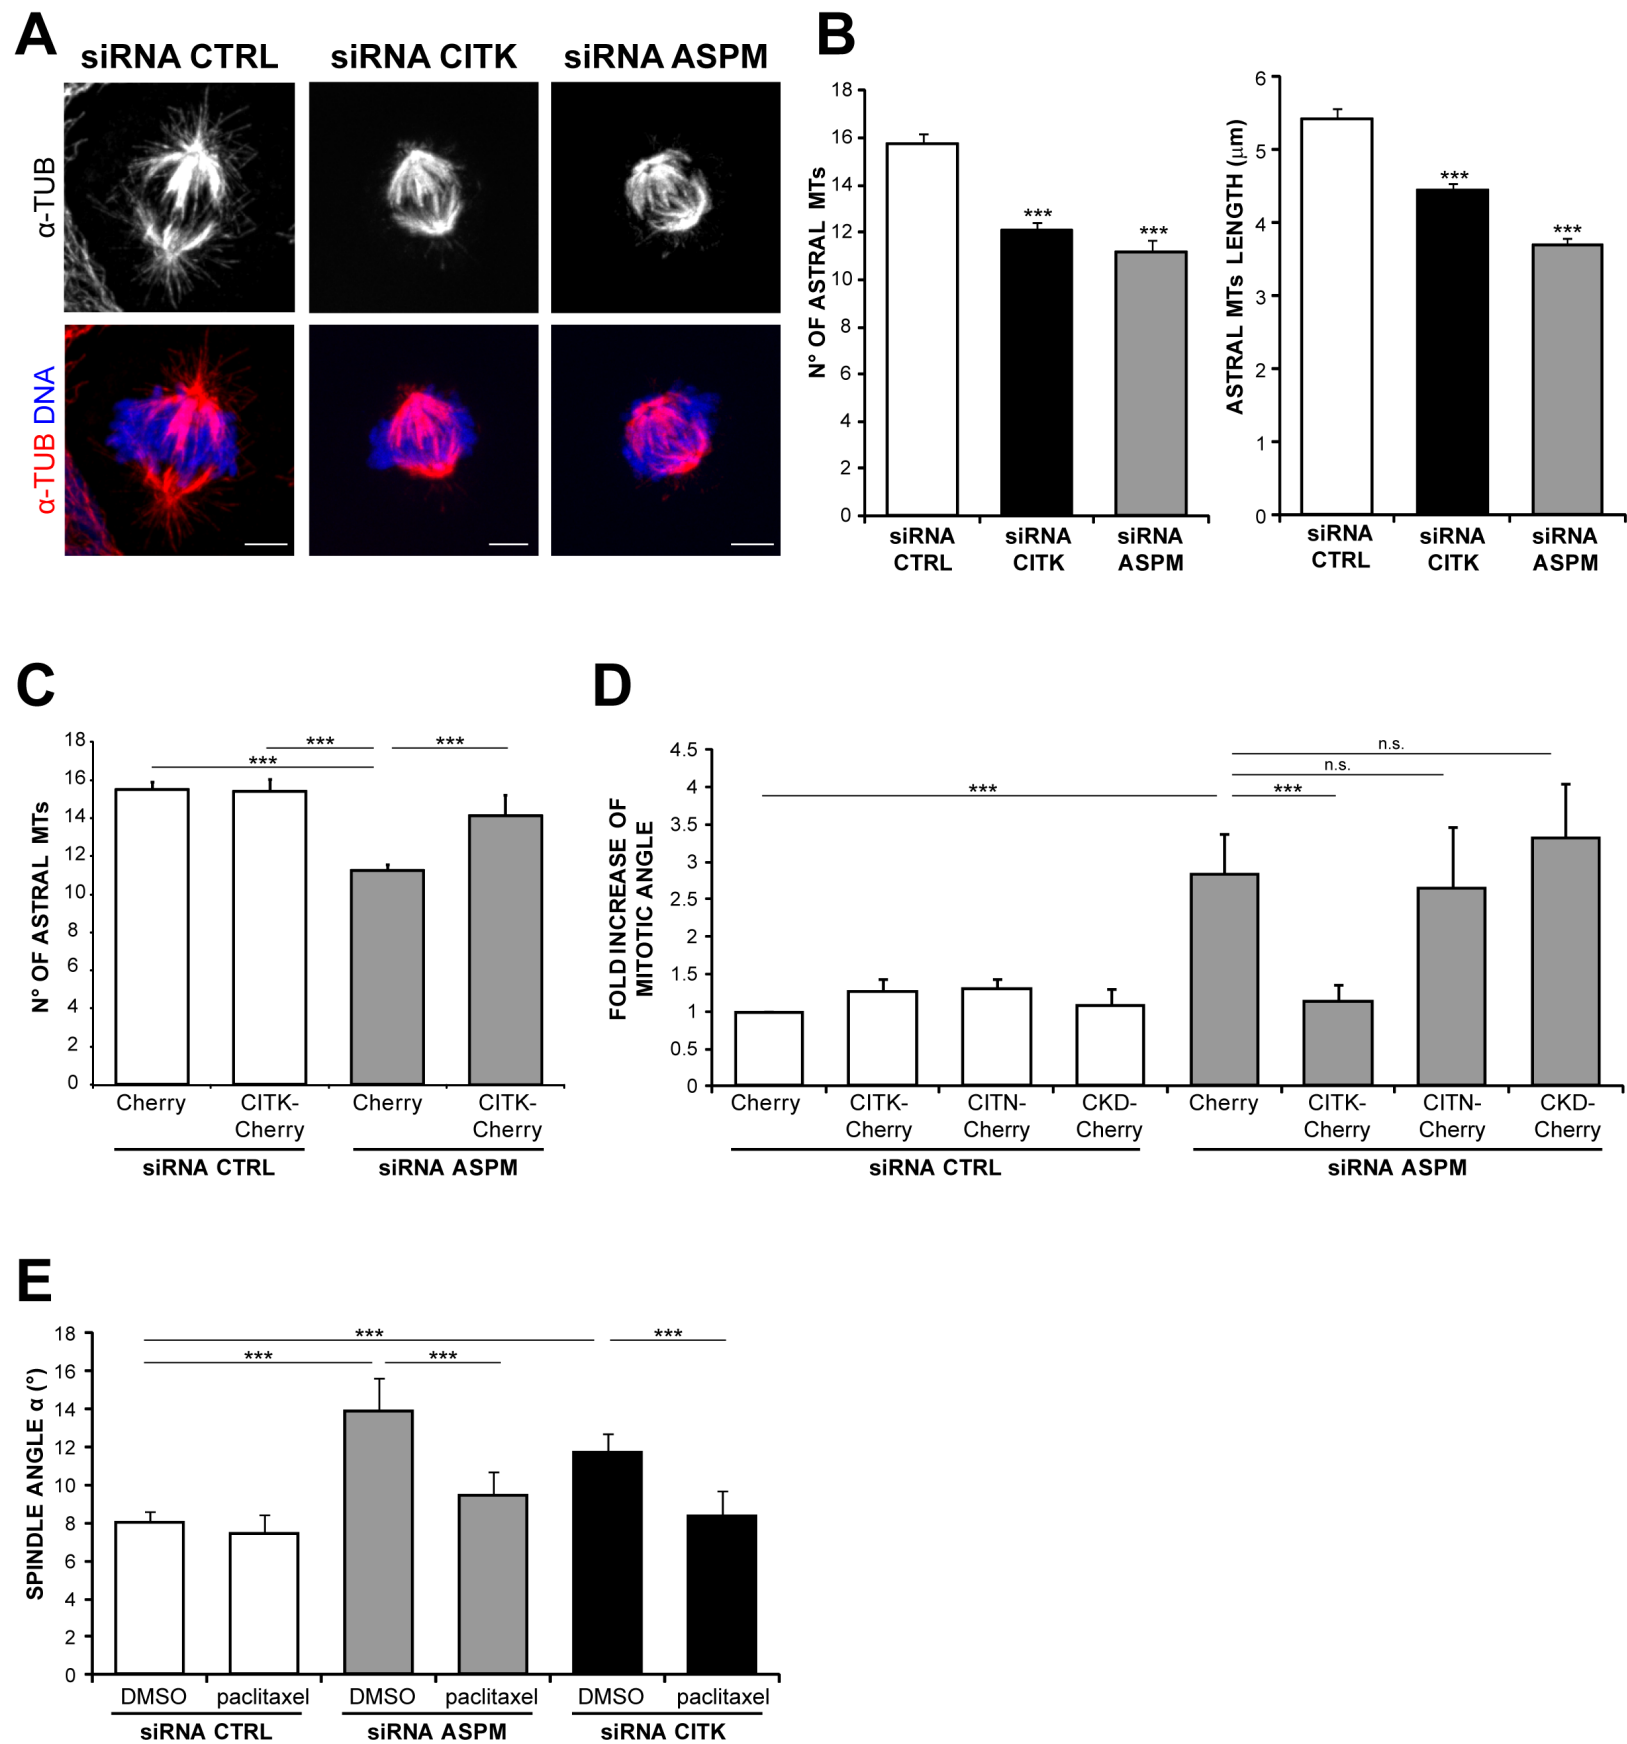 A
siRNA CTRL
siRNA CITK
siRNA ASPM
α-TUB
α-TUB DNA
B
18
16
14
12
10
8
6
4
2
0
N° OF ASTRAL MTs
***
***
siRNA CTRL
siRNA CITK
siRNA ASPM
6
5
4
3
2
1
0
ASTRAL MTs LENGTH (μm)
***
***
siRNA CTRL
siRNA CITK
siRNA ASPM
C
18
16
14
12
10
8
6
4
2
0
N° OF ASTRAL MTs
***
***
***
Cherry
CITK-Cherry
Cherry
CITK-Cherry
siRNA CTRL
siRNA ASPM
D
4.5
4
3.5
3
2.5
2
1.5
1
0.5
0
FOLD INCREASE OF
MITOTIC ANGLE
n.s.
n.s.
***
***
Cherry
CITK-Cherry
CITN-Cherry
CKD-Cherry
Cherry
CITK-Cherry
CITN-Cherry
CKD-Cherry
siRNA CTRL
siRNA ASPM
E
18
16
14
12
10
8
6
4
2
0
SPINDLE ANGLE α (°)
***
***
***
***
DMSO
paclitaxel
DMSO
paclitaxel
DMSO
paclitaxel
siRNA CTRL
siRNA ASPM
siRNA CITK